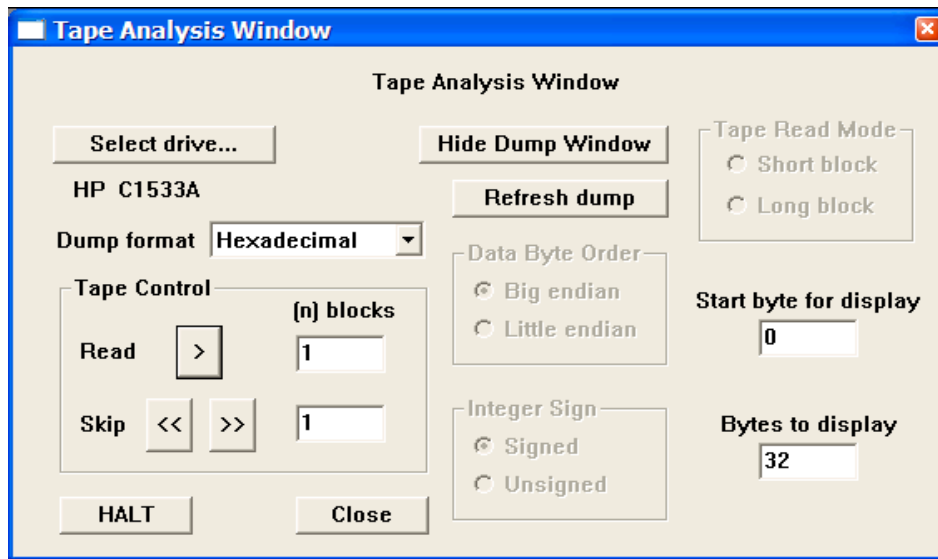 Tape Analysis Window
Tape Analysis Window
Select drive...
Hide Dump Window
HP C1533A
Refresh dump
Dump format Hexadecimal
Tape Control
(n) blocks
Read > 1
Skip << >> 1
HALT
Close
Data Byte Order
Big endian
Little endian
Integer Sign
Signed
Unsigned
Tape Read Mode
Short block
Long block
Start byte for display
0
Bytes to display
32